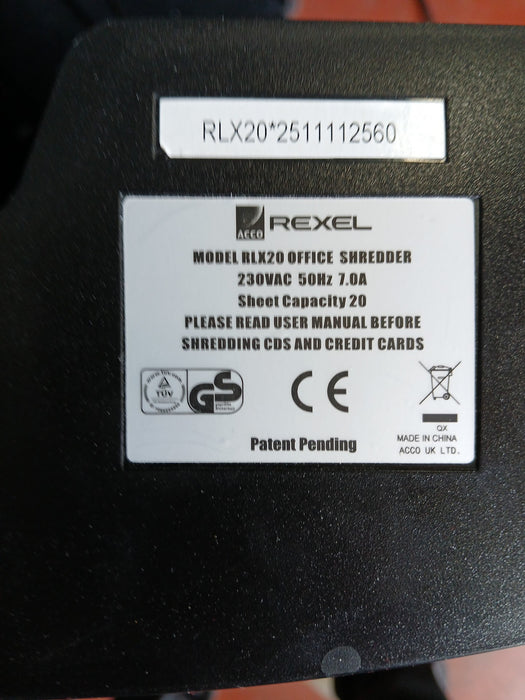 RLX20*2511112560
ACCO REXEL
MODEL RLX20 OFFICE SHREDDER
230VAC 50Hz 7.0A
Sheet Capacity 20
PLEASE READ USER MANUAL BEFORE
SHREDDING CDS AND CREDIT CARDS
TÜV GS CE
QX
MADE IN CHINA
Patent Pending
ACCO UK LTD.